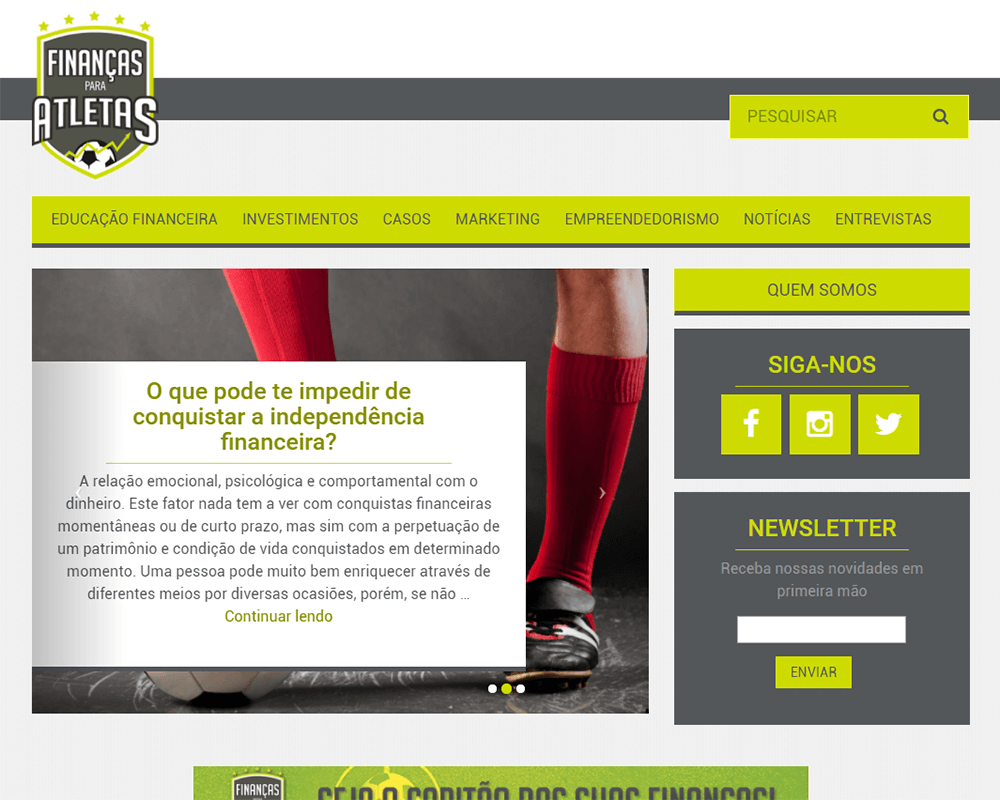 FINANÇAS
PARA
ATLETAS
PESQUISAR
EDUCAÇÃO FINANCEIRA INVESTIMENTOS CASOS MARKETING EMPREENDEDORISMO NOTÍCIAS ENTREVISTAS
O que pode te impedir de
conquistar a independência
financeira?
A relação emocional, psicológica e comportamental com o
dinheiro. Este fator nada tem a ver com conquistas financeiras
momentâneas ou de curto prazo, mas sim com a perpetuação de
um patrimônio e condição de vida conquistados em determinado
momento. Uma pessoa pode muito bem enriquecer através de
diferentes meios por diversas ocasiões, porém, se não ...
Continuar lendo
QUEM SOMOS
SIGA-NOS
NEWSLETTER
Receba nossas novidades em
primeira mão
ENVIAR
FINANÇAS
SEJA O CAPITÃO DAS SUAS FINANÇAS!